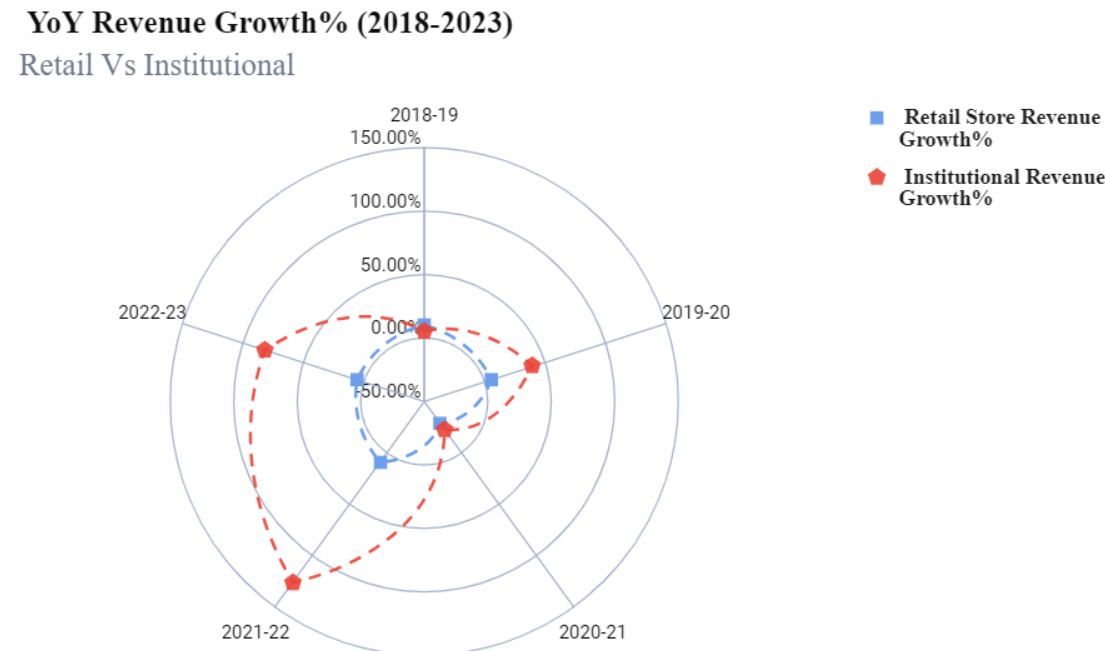 YoY Revenue Growth% (2018-2023)
Retail Vs Institutional
2018-19
150.00%
100.00%
50.00%
0.00%
-50.00%
2019-20
2020-21
2021-22
2022-23
Retail Store Revenue
Growth%
Institutional Revenue
Growth%